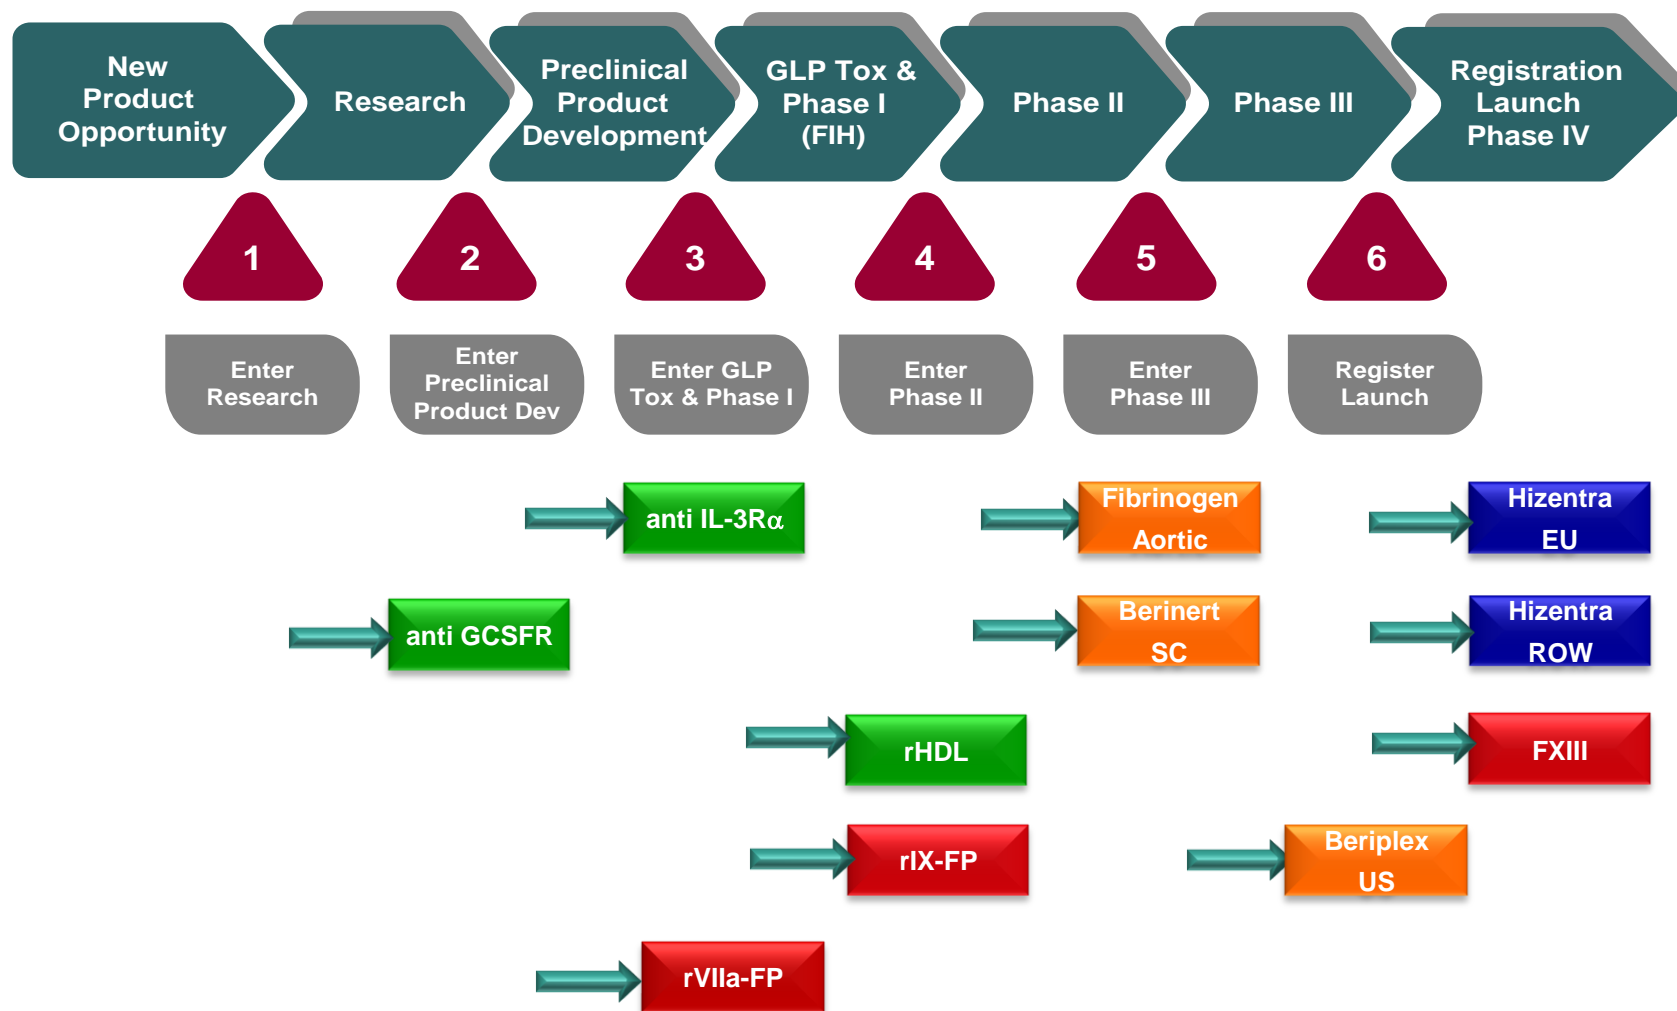 New
Product
Opportunity
Research
Preclinical
Product
Development
GLP Tox &
Phase I
(FIH)
Phase II
Phase III
Registration
Launch
Phase IV
1
2
3
4
5
6
Enter
Research
Enter
Preclinical
Product Dev
Enter GLP
Tox & Phase I
Enter
Phase II
Enter
Phase III
Register
Launch
anti IL-3Rα
Fibrinogen
Aortic
Hizentra
EU
anti GCSFR
Berinert
SC
Hizentra
ROW
rHDL
FXIII
rIX-FP
Beriplex
US
rVIIa-FP